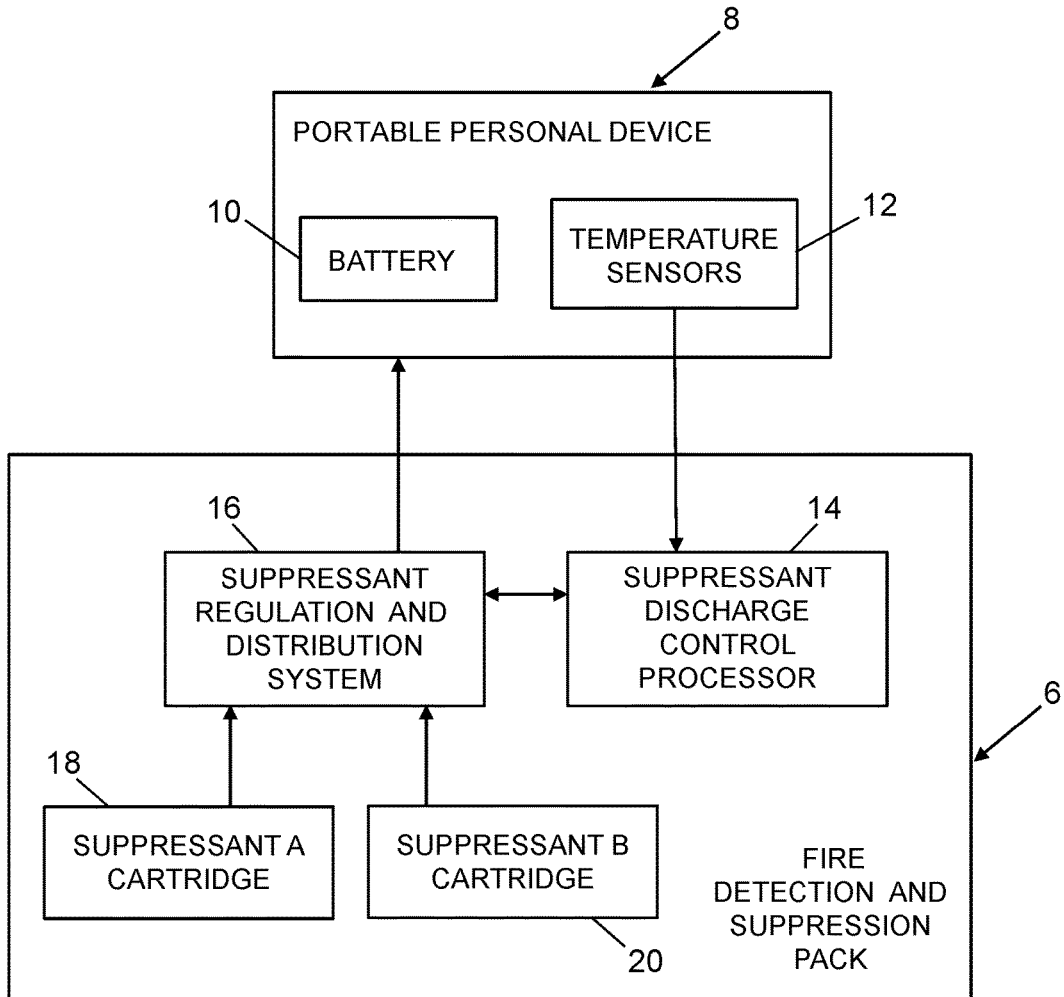 8
PORTABLE PERSONAL DEVICE
10
12
BATTERY
TEMPERATURE
SENSORS
16
14
SUPPRESSANT
REGULATION AND
DISTRIBUTION
SYSTEM
SUPPRESSANT
DISCHARGE
CONTROL
PROCESSOR
6
18
SUPPRESSANT A
CARTRIDGE
SUPPRESSANT B
CARTRIDGE
20
FIRE
DETECTION AND
SUPPRESSION
PACK